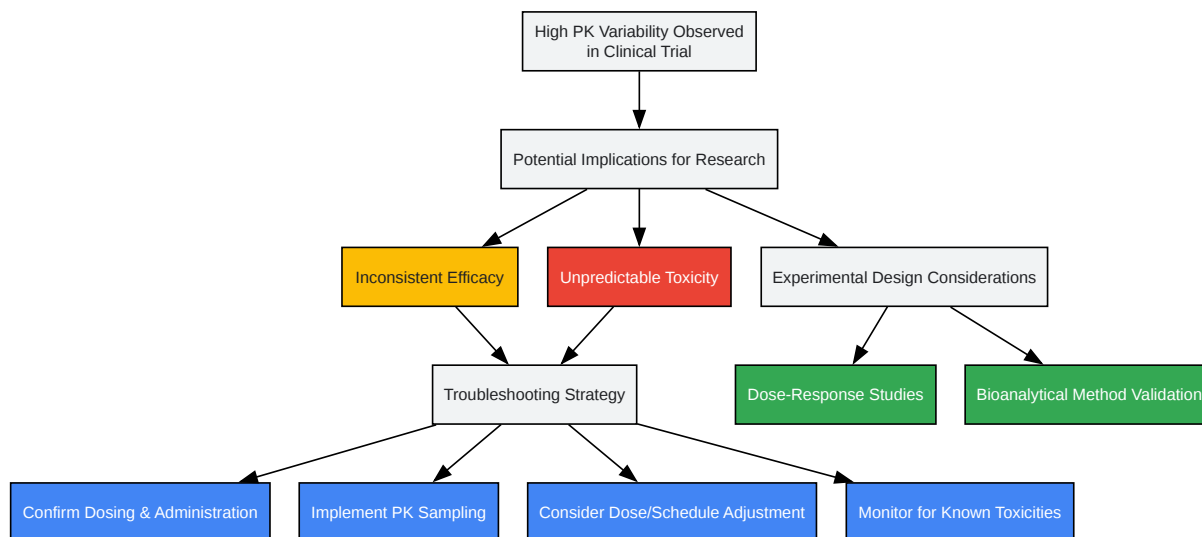 High PK Variability Observed
in Clinical Trial
Potential Implications for Research
Inconsistent Efficacy
Unpredictable Toxicity
Experimental Design Considerations
Troubleshooting Strategy
Dose-Response Studies
Bioanalytical Method Validation
Confirm Dosing & Administration
Implement PK Sampling
Consider Dose/Schedule Adjustment
Monitor for Known Toxicities